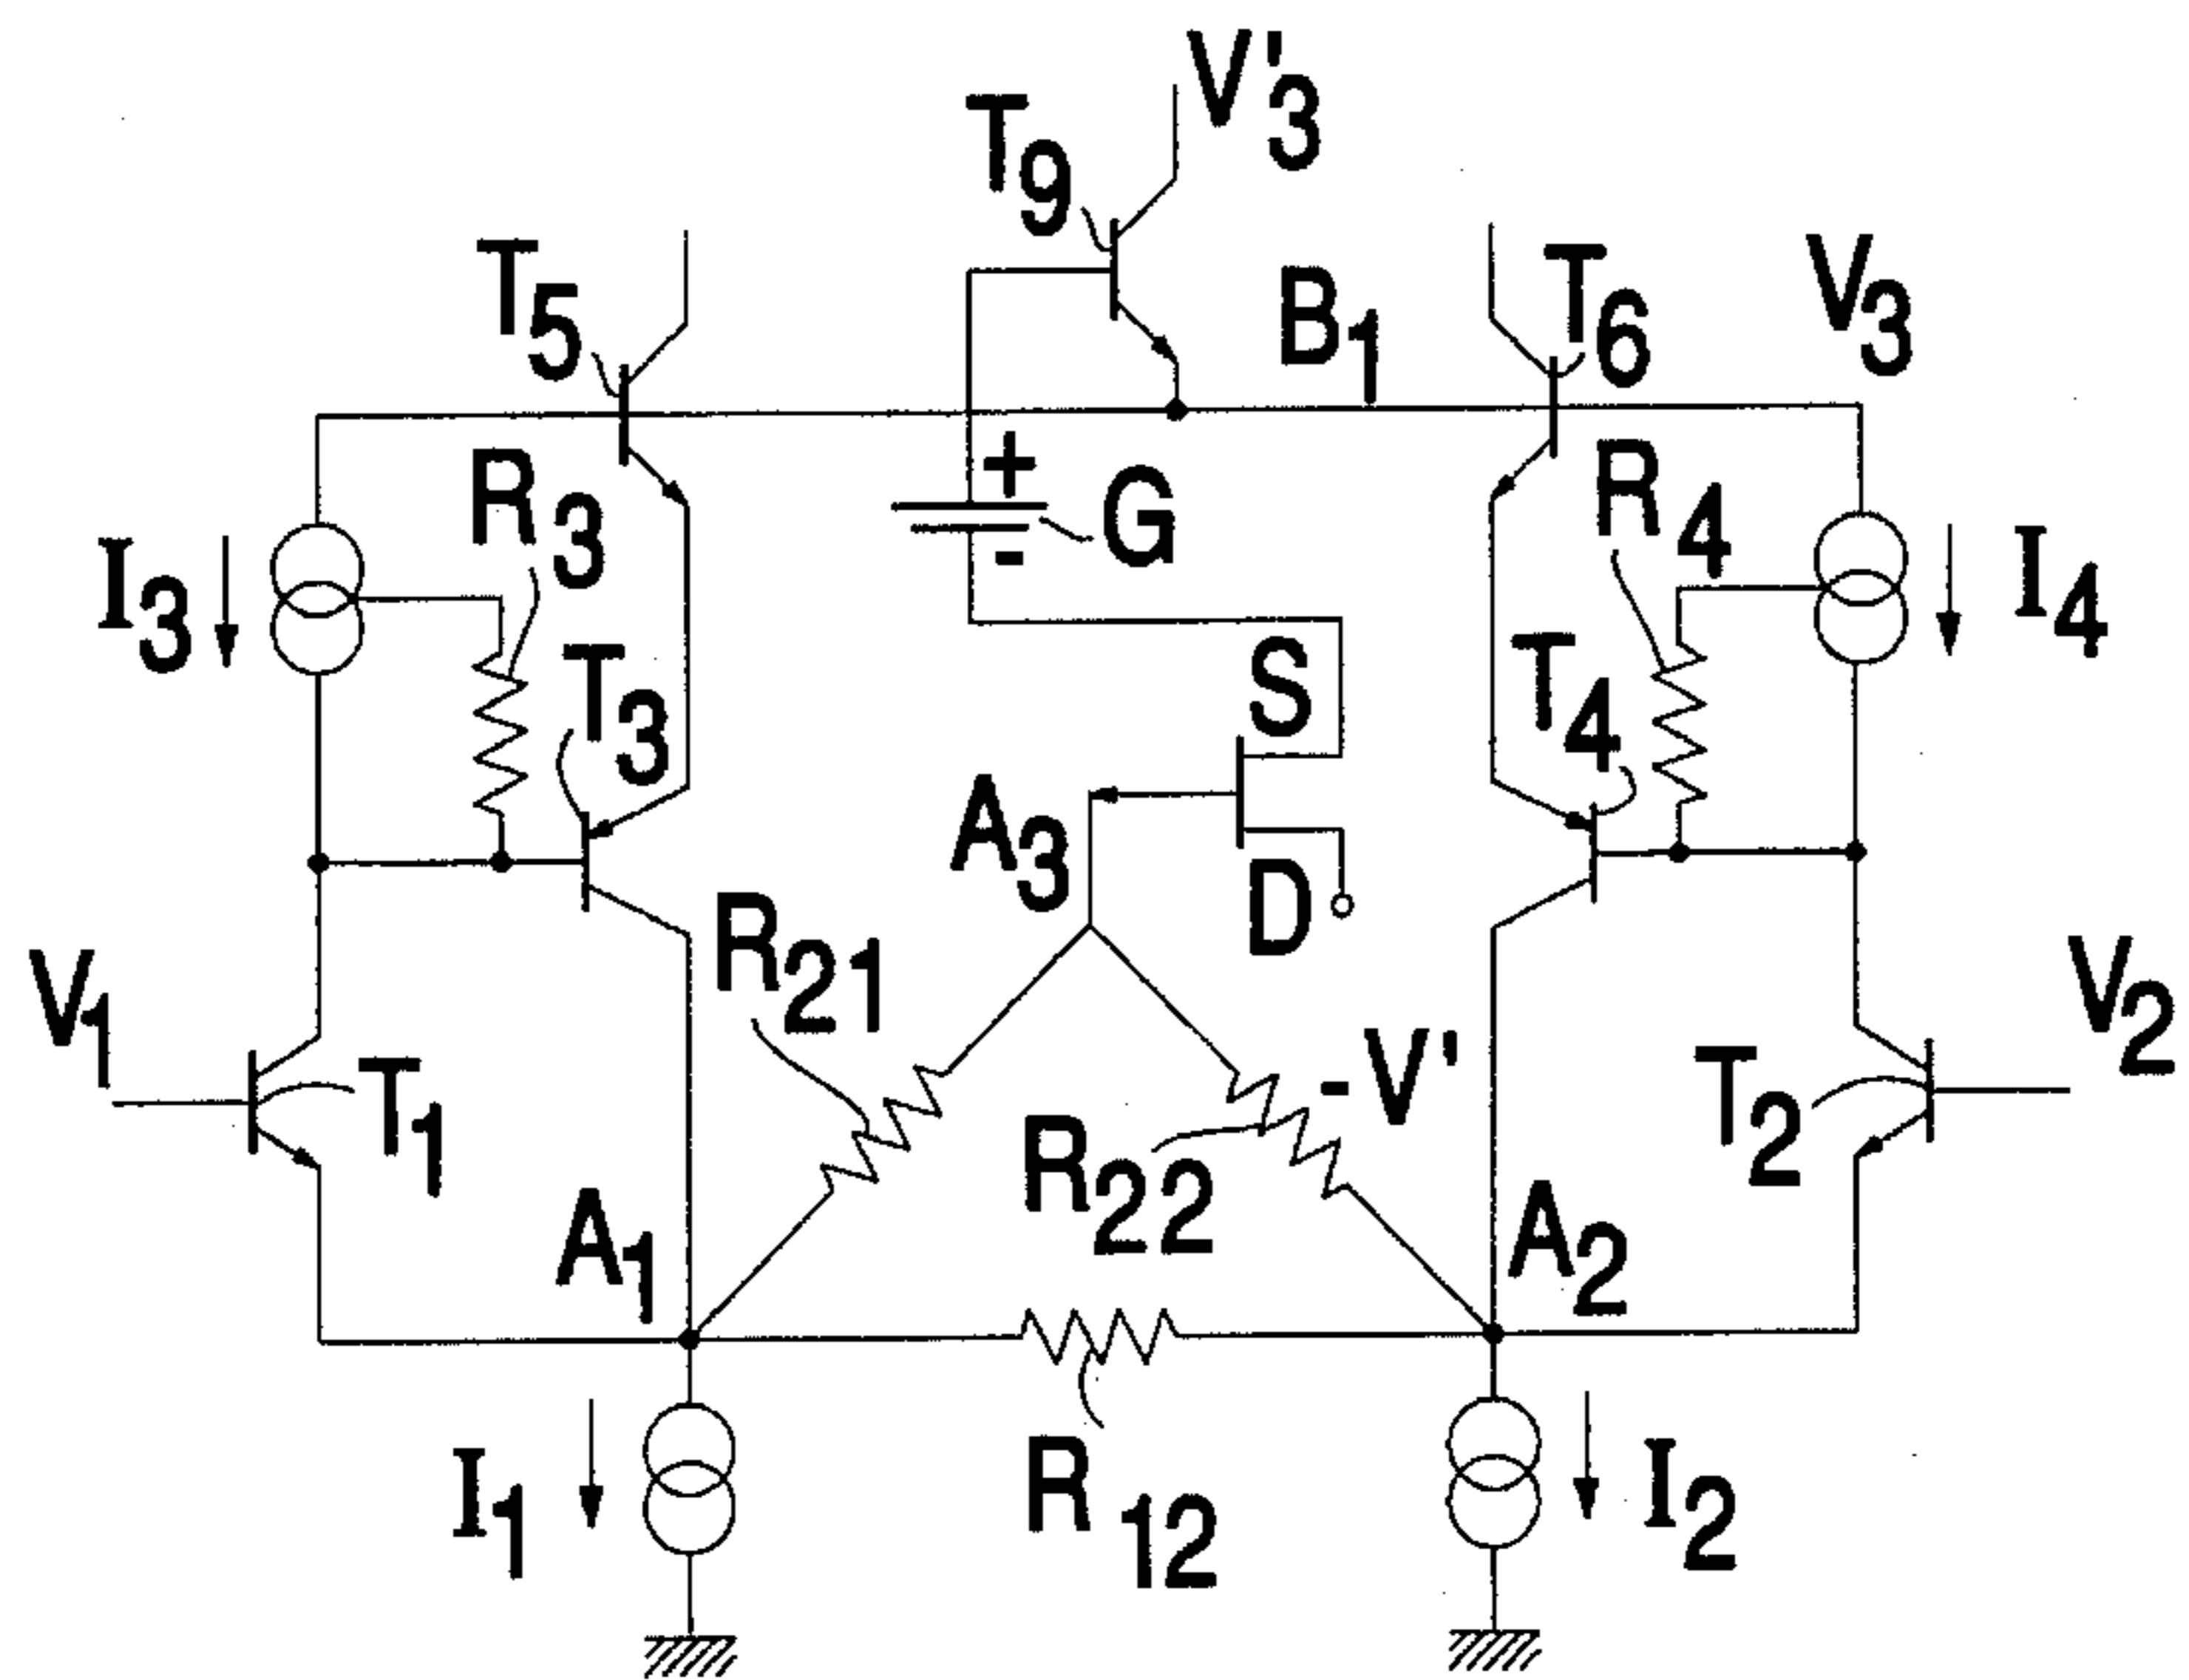 V'3
T9
T5
B1
T6
V3
+
R3
R4
G
-
I3
I4
T3
S
T4
A3
D
R21
V1
V2
-V'
T1
R22
T2
A1
A2
I1
R12
I2